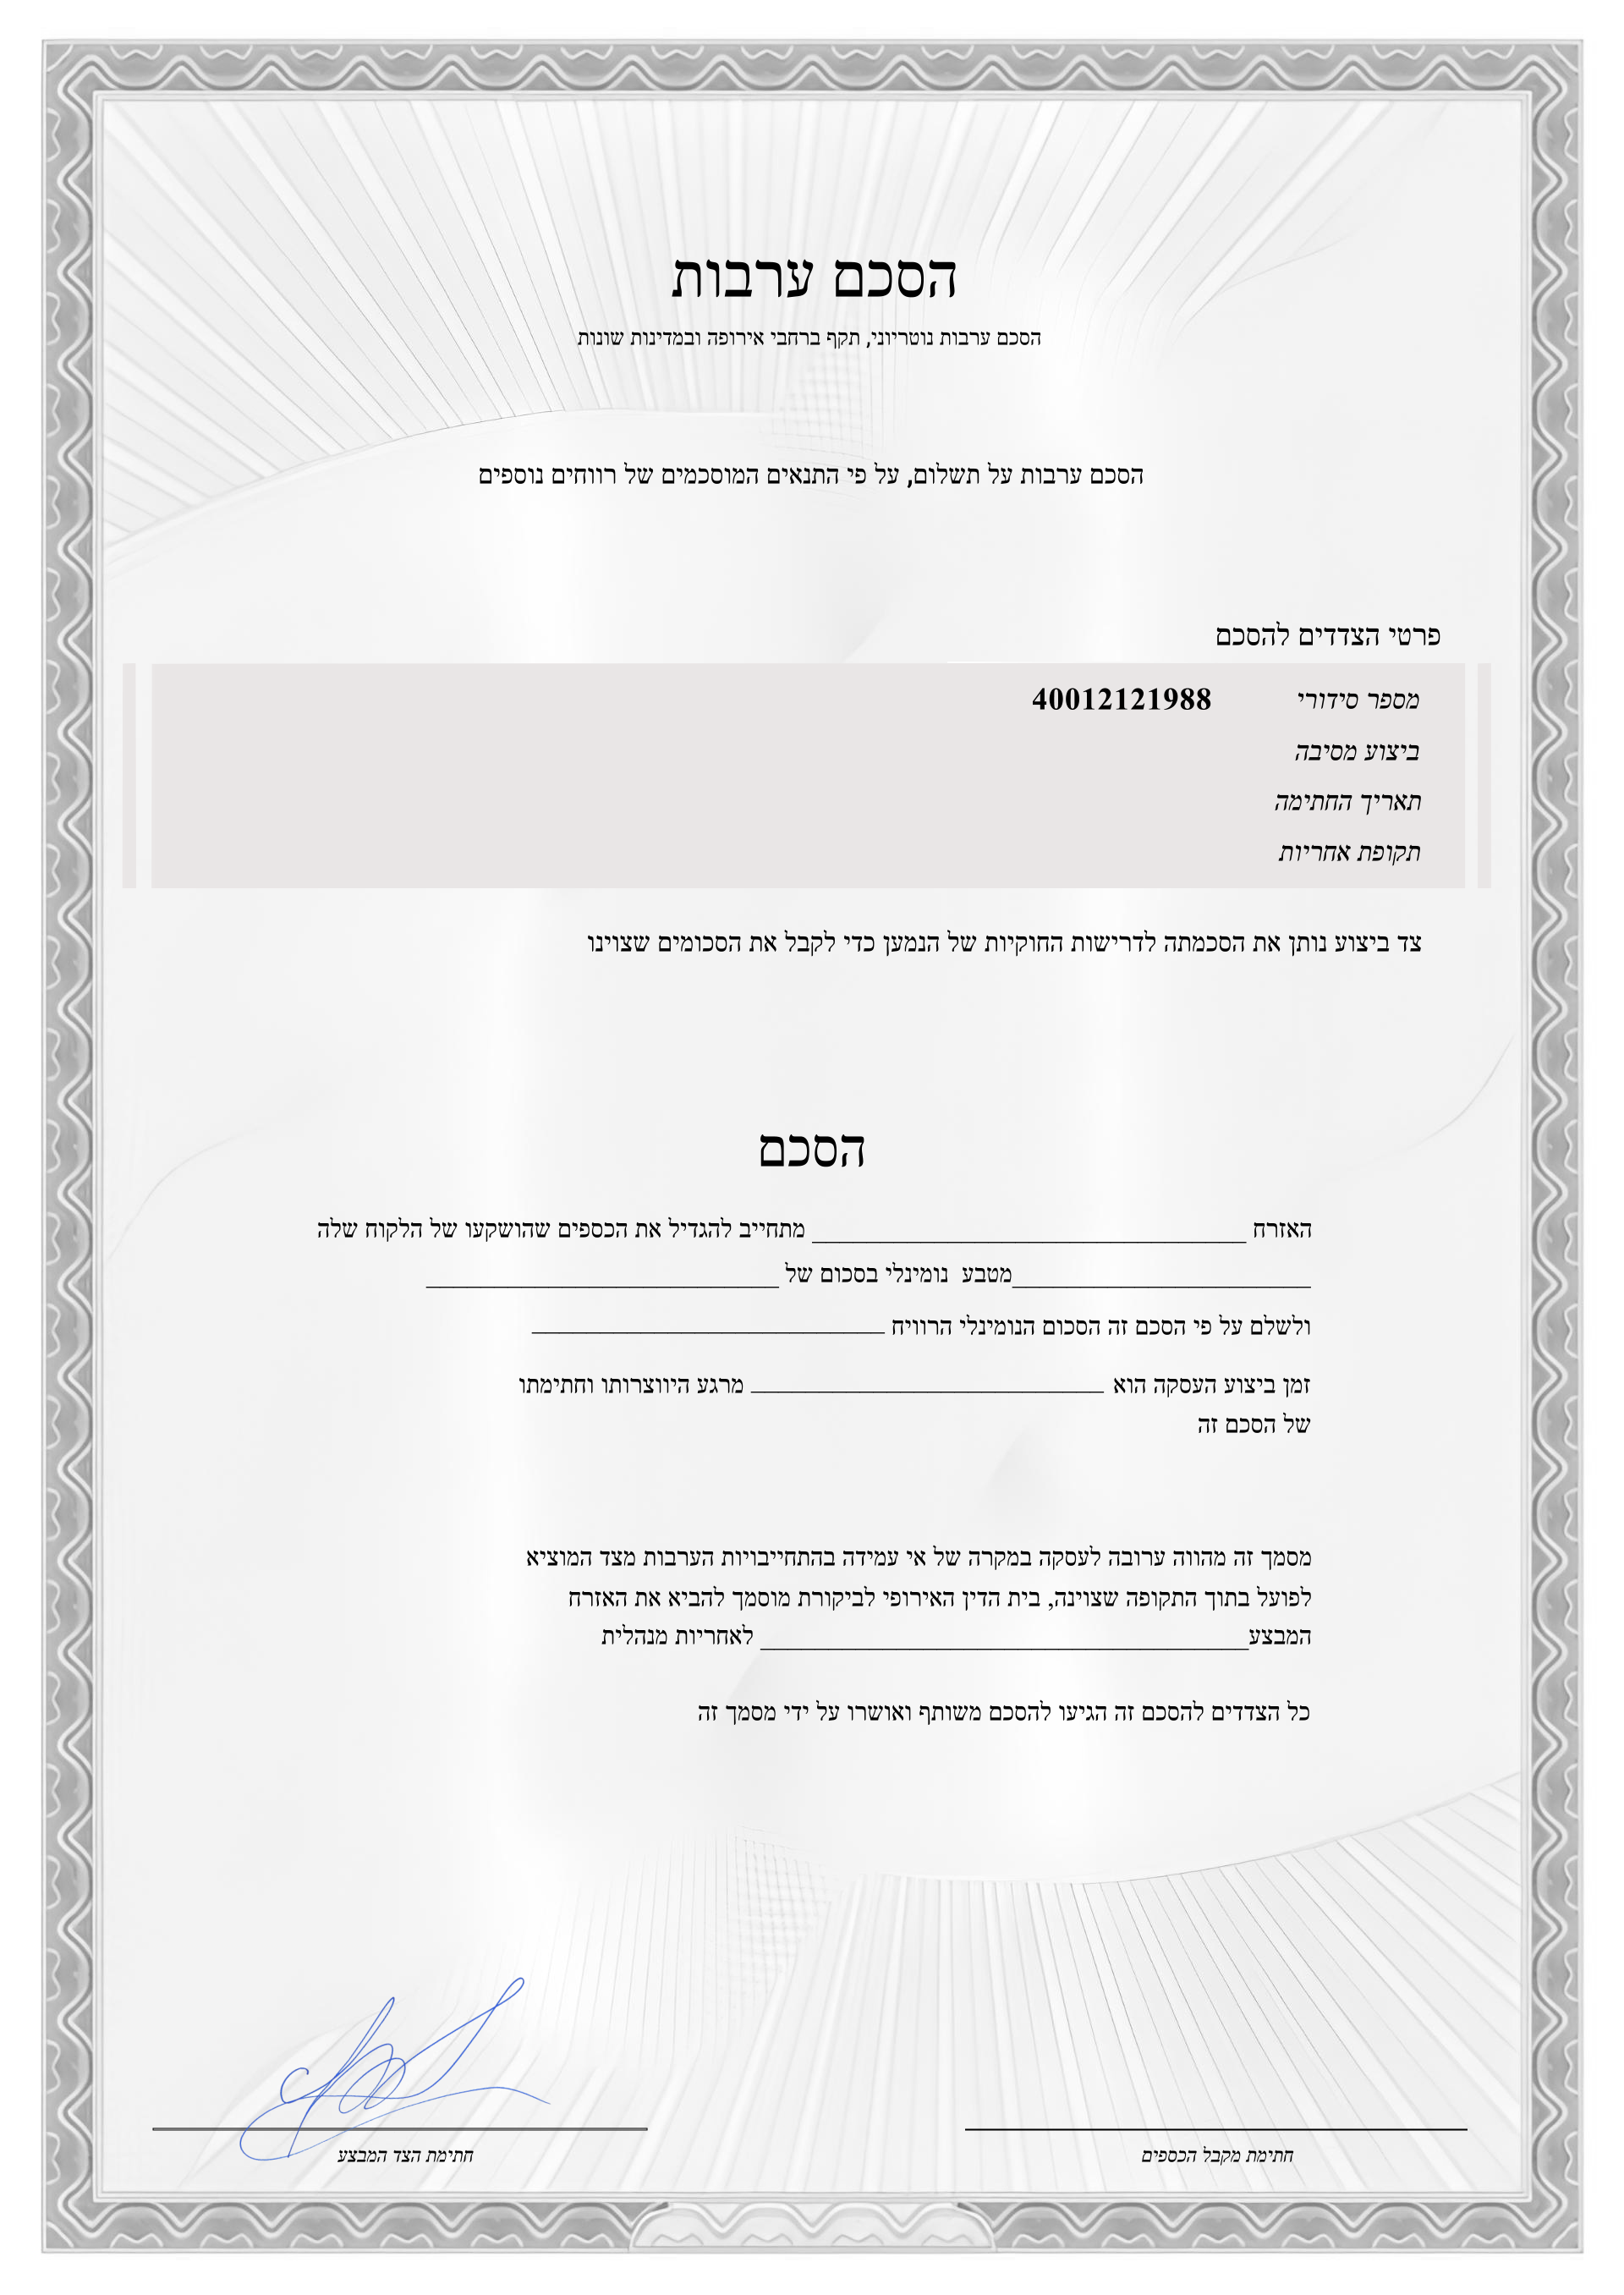 הסכם ערבות
הסכם ערבות נוטריוני, תקף ברחבי אירופה ובמדינות שונות
הסכם ערבות על תשלום, על פי התנאים המוסכמים של רווחים נוספים
פרטי הצדדים להסכם
מספר סידורי 40012121988
ביצוע מסיבה
תאריך החתימה
תקופת אחריות
צד ביצוע נותן את הסכמתה לדרישות החוקיות של הנמען כדי לקבל את הסכומים שצוינו
הסכם
האזרח ________________ מתחייב להגדיל את הכספים שהושקעו של הלקוח שלה
________________מטבע נומינלי בסכום של ________________
ולשלם על פי הסכם זה הסכום הנומינלי הרוויח ________________
זמן ביצוע העסקה הוא ________________ מרגע היווצרותו וחתימתו
של הסכם זה
מסמך זה מהווה ערובה לעסקה במקרה של אי עמידה בהתחייבויות הערבות מצד המוציא
לפועל בתוך התקופה שצוינה, בית הדין האירופי לביקורת מוסמך להביא את האזרח
המבצע________________ לאחריות מנהלית
כל הצדדים להסכם זה הגיעו להסכם משותף ואושרו על ידי מסמך זה
חתימת מקבל הכספים
חתימת הצד המבצע